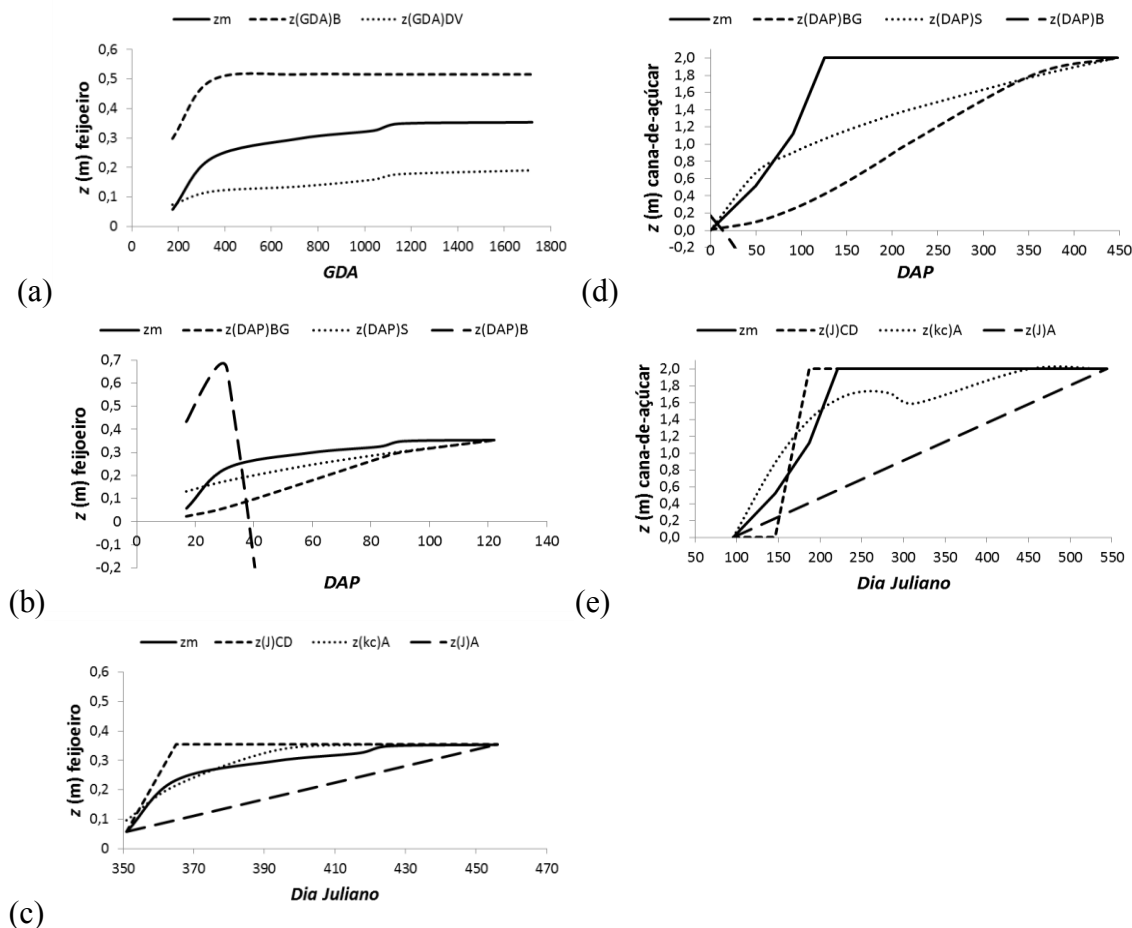 zm z(GDA)B z(GDA)DV
0,6
0,5
0,4
0,3
0,2
0,1
0
z (m) feijoeiro
0 200 400 600 800 1000 1200 1400 1600 1800
GDA
(a)
zm z(DAP)BG z(DAP)S z(DAP)B
0,7
0,6
0,5
0,4
0,3
0,2
0,1
0
-0,1
-0,2
z (m) feijoeiro
20 40 60 80 100 120 140
DAP
(b)
zm z(J)CD z(kc)A z(J)A
0,6
0,5
0,4
0,3
0,2
0,1
0
z (m) feijoeiro
350 370 390 410 430 450 470
Dia Juliano
(c)
zm z(DAP)BG z(DAP)S z(DAP)B
2,0
1,8
1,6
1,4
1,2
1,0
0,8
0,6
0,4
0,2
0,0
-0,2
z (m) cana-de-açúcar
0 50 100 150 200 250 300 350 400 450
DAP
(d)
zm z(J)CD z(kc)A z(J)A
2,0
1,8
1,6
1,4
1,2
1,0
0,8
0,6
0,4
0,2
0,0
z (m) cana-de-açúcar
50 100 150 200 250 300 350 400 450 500 550
Dia Juliano
(e)